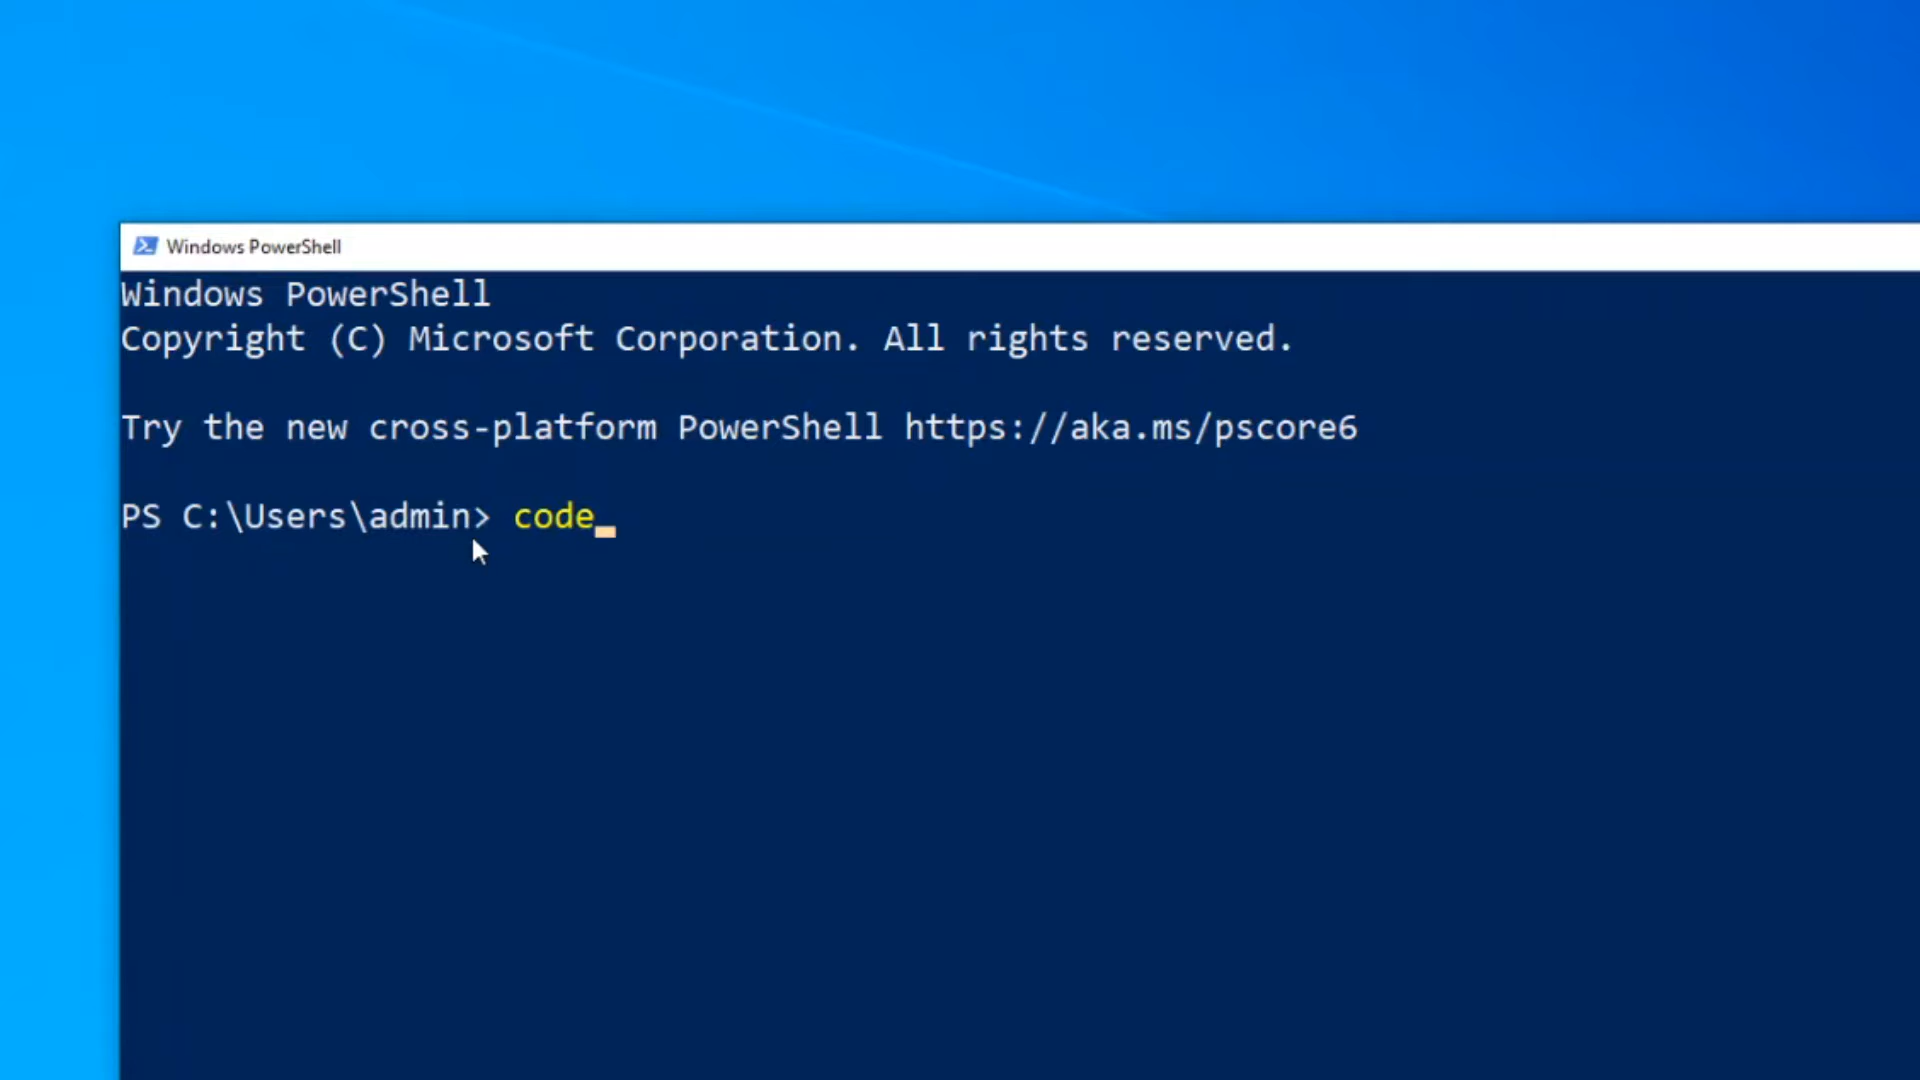 Windows PowerShell
Windows PowerShell
Copyright (C) Microsoft Corporation. All rights reserved.
Try the new cross-platform PowerShell https://aka.ms/pscore6
PS C:\Users\admin> code